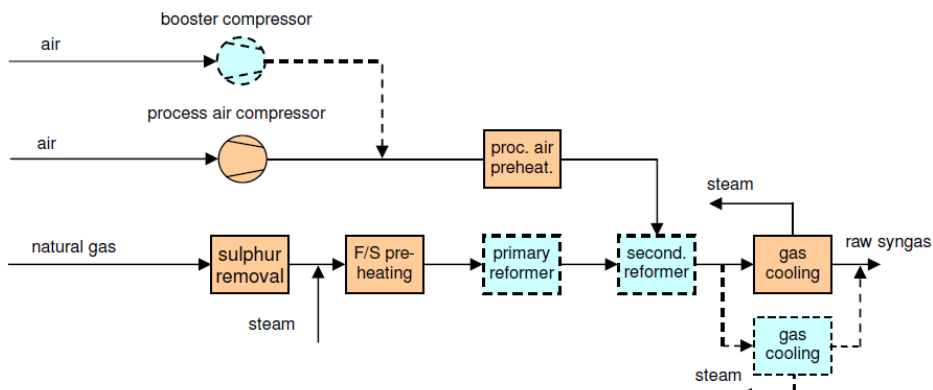 booster compressor
air
process air compressor
air
proc. air
preheat.
steam
natural gas
sulphur
removal
F/S pre-
heating
primary
reformer
second.
reformer
gas
cooling
raw syngas
steam
gas
cooling
steam